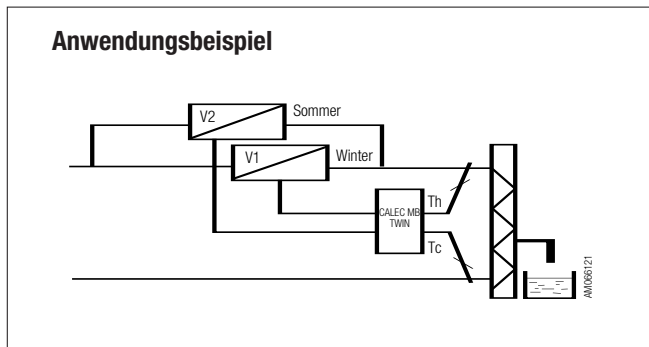 Anwendungsbeispiel
V2
Sommer
V1
Winter
Th
CALEC MB
TWIN
Tc
AM066121